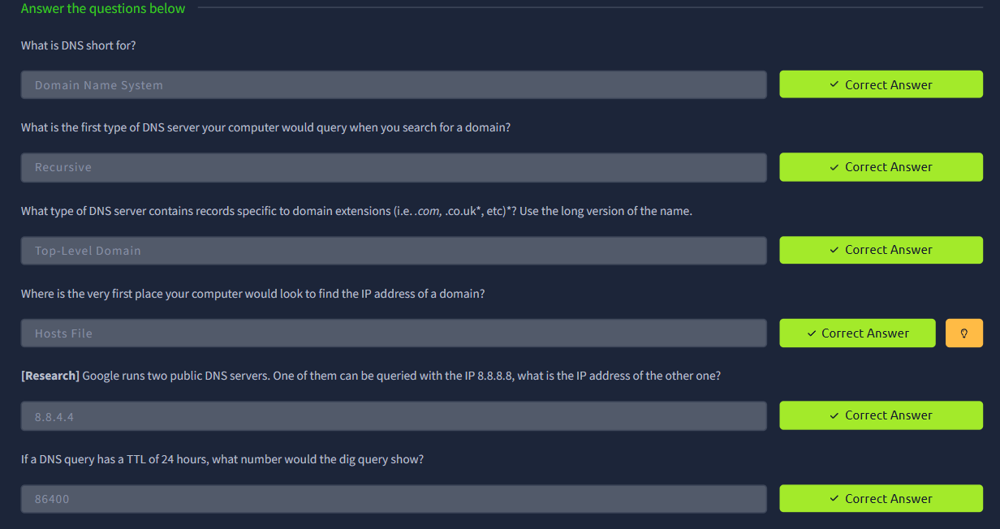 Answer the questions below
What is DNS short for?
Domain Name System
✓ Correct Answer
What is the first type of DNS server your computer would query when you search for a domain?
Recursive
✓ Correct Answer
What type of DNS server contains records specific to domain extensions (i.e. .com, .co.uk*, etc)*? Use the long version of the name.
Top-Level Domain
✓ Correct Answer
Where is the very first place your computer would look to find the IP address of a domain?
Hosts File
✓ Correct Answer
[Research] Google runs two public DNS servers. One of them can be queried with the IP 8.8.8.8, what is the IP address of the other one?
8.8.4.4
✓ Correct Answer
If a DNS query has a TTL of 24 hours, what number would the dig query show?
86400
✓ Correct Answer